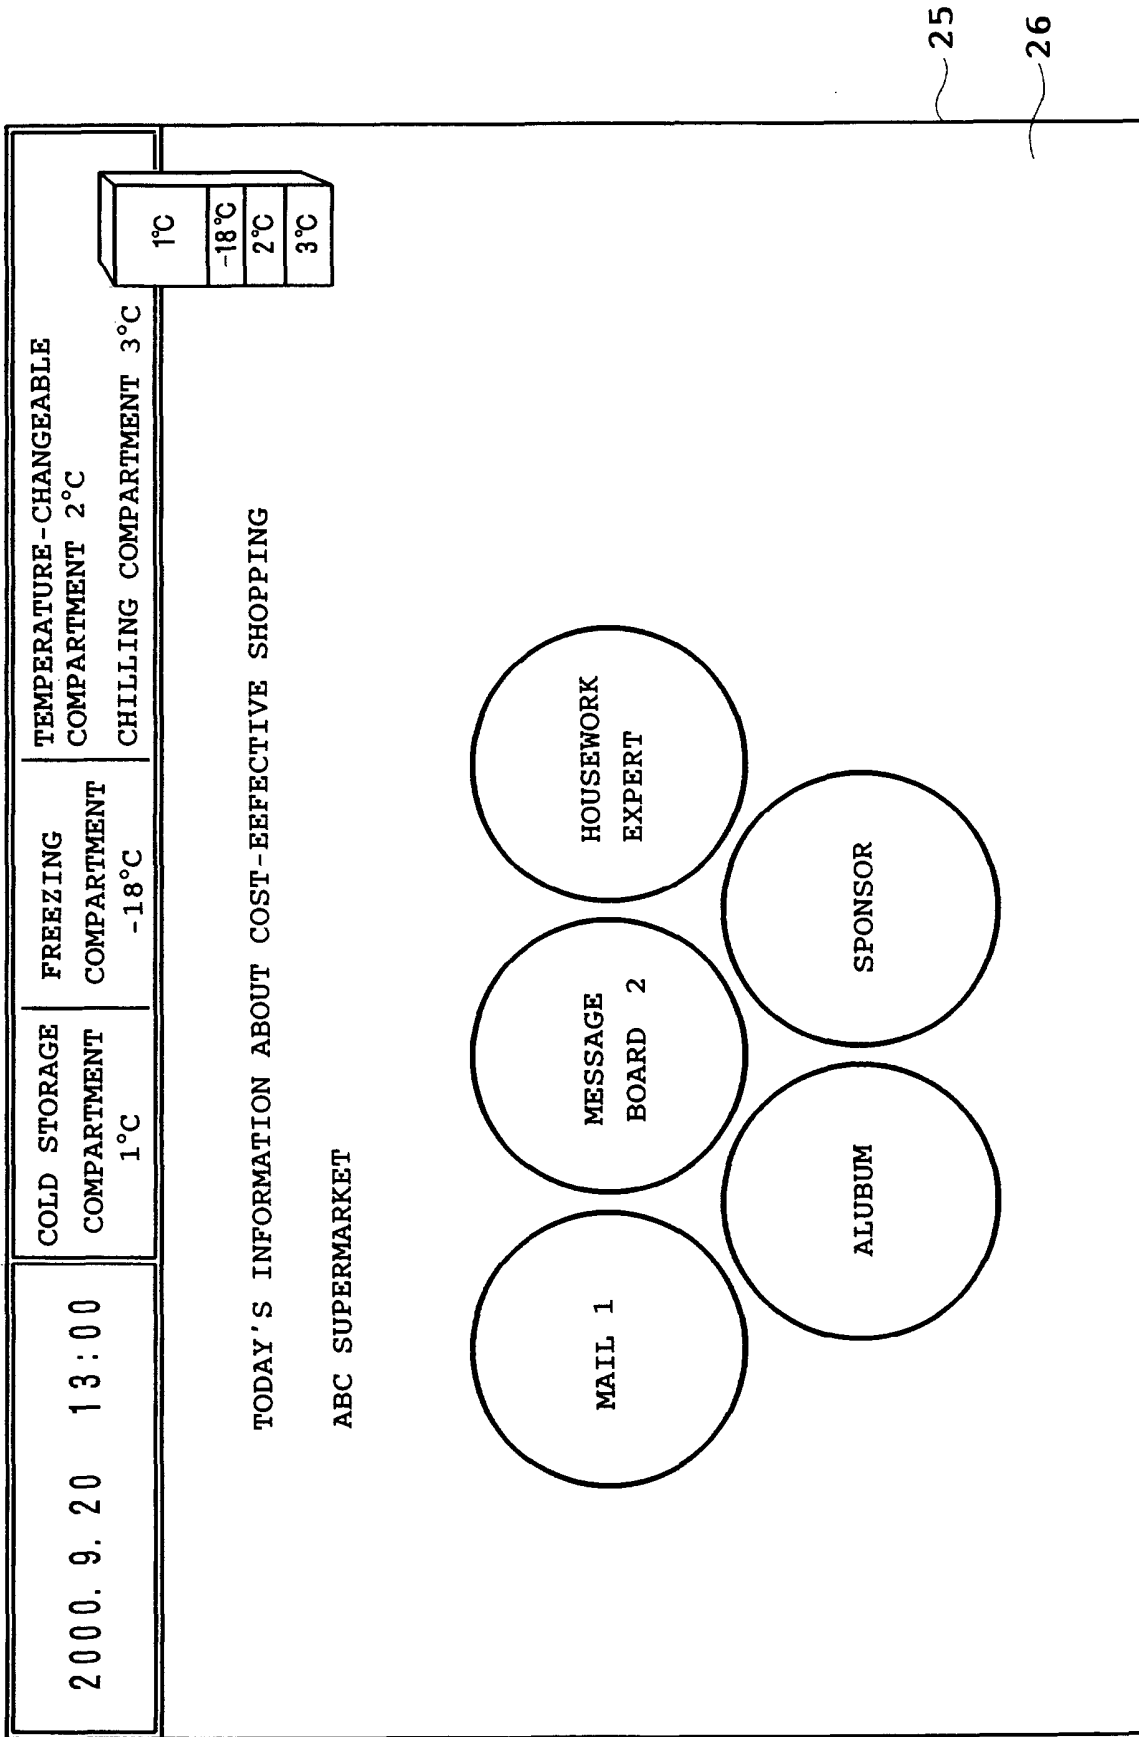 2000. 9. 20 13:00
COLD STORAGE
COMPARTMENT
1°C
FREEZING
COMPARTMENT
-18°C
TEMPERATURE-CHANGEABLE
COMPARTMENT 2°C
CHILLING COMPARTMENT 3°C
1°C
-18°C
2°C
3°C
TODAY'S INFORMATION ABOUT COST-EEFECTIVE SHOPPING
ABC SUPERMARKET
MAIL 1
MESSAGE
BOARD 2
HOUSEWORK
EXPERT
ALUBUM
SPONSOR
25
26